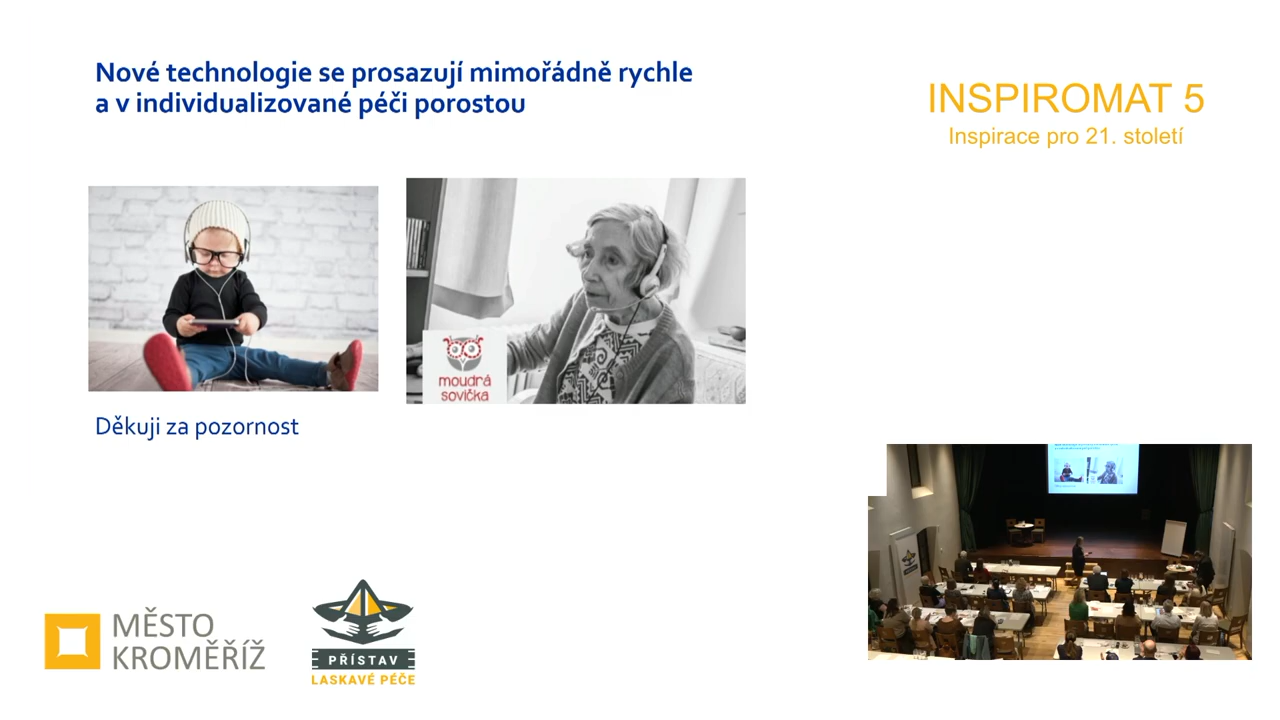 Nové technologie se prosazují mimořádně rychle
a v individualizované péči porostou
INSPIROMAT 5
Inspirace pro 21. století
moudrá
sovička
Děkuji za pozornost
MĚSTO
KROMĚŘÍŽ
PŘÍSTAV
LASKAVÉ PÉČE